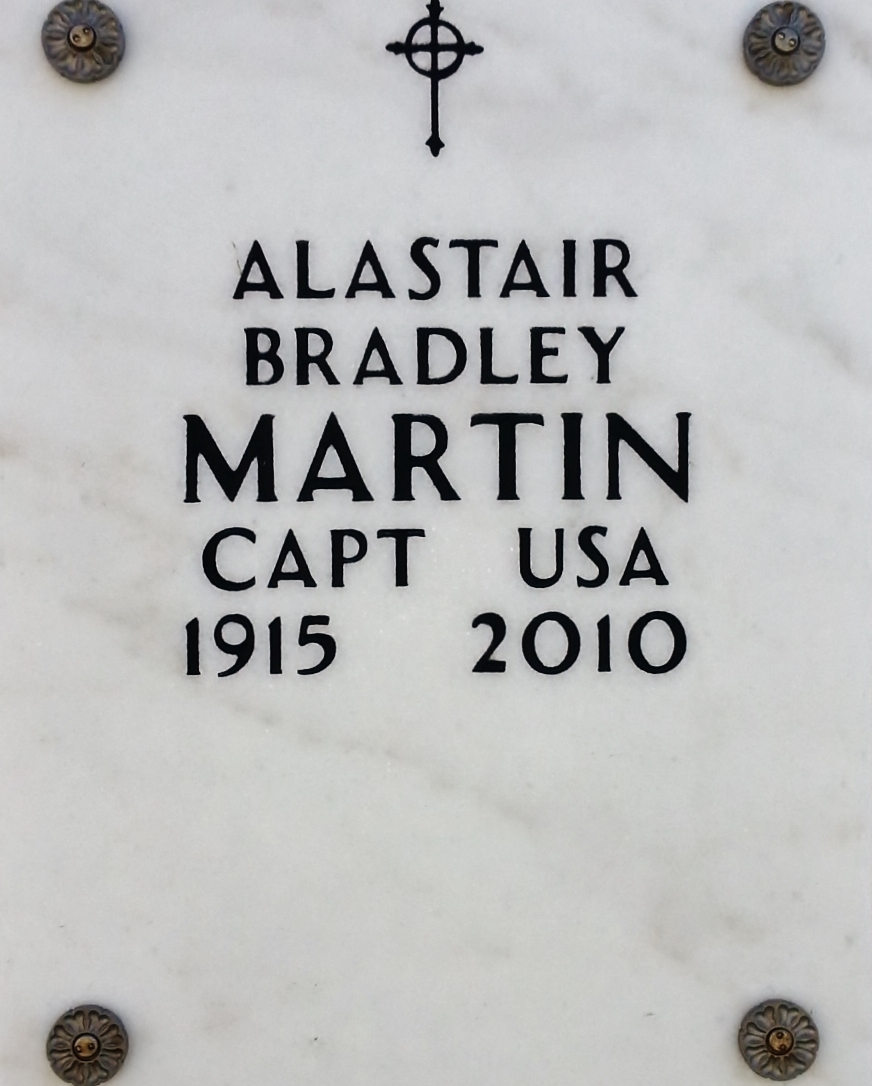 ALASTAIR
BRADLEY
MARTIN
CAPT USA
1915 2010